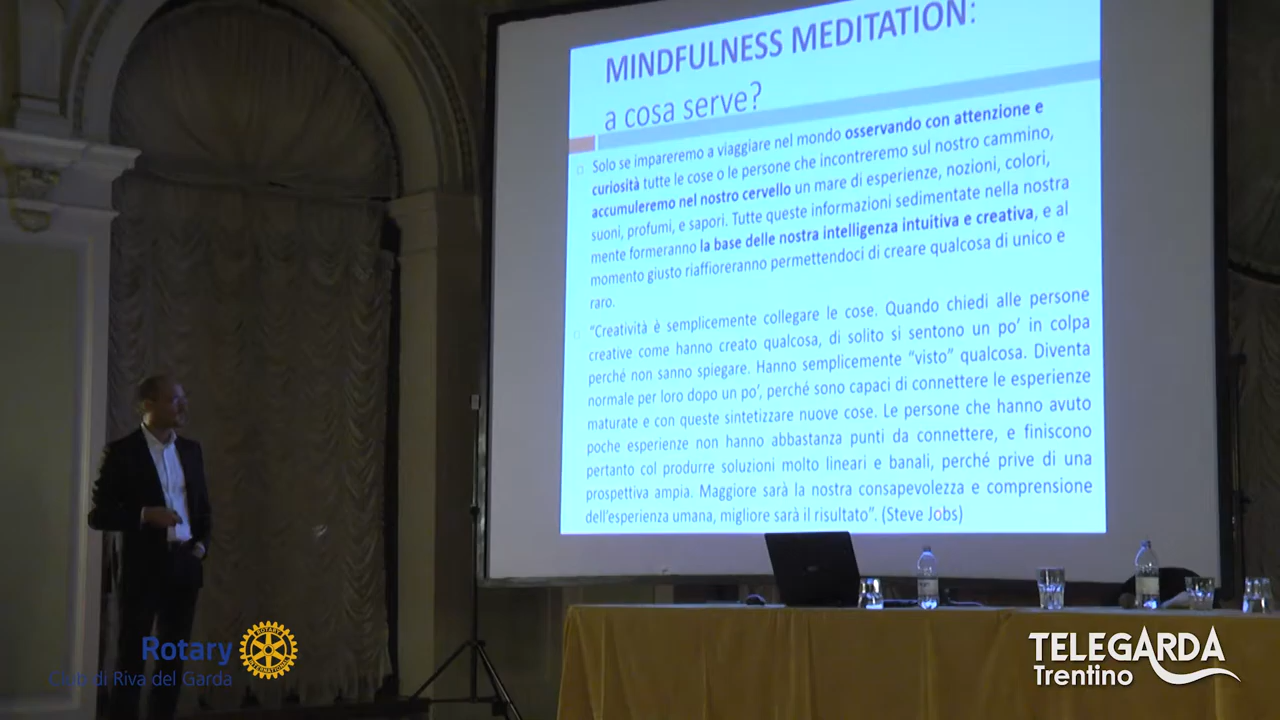 MINDFULNESS MEDITATION:
a cosa serve?
Solo se impareremo a viaggiare nel mondo osservando con attenzione e
curiosità tutte le cose o le persone che incontreremo sul nostro cammino,
accumuleremo nel nostro cervello un mare di esperienze, nozioni, colori,
suoni, profumi, e sapori. Tutte queste informazioni sedimentate nella nostra
mente formeranno la base delle nostra intelligenza intuitiva e creativa, e al
momento giusto riaffioreranno permettendoci di creare qualcosa di unico e
raro.
“Creatività è semplicemente collegare le cose. Quando chiedi alle persone
creative come hanno creato qualcosa, di solito si sentono un po’ in colpa
perché non sanno spiegare. Hanno semplicemente “visto” qualcosa. Diventa
normale per loro dopo un po’, perché sono capaci di connettere le esperienze
maturate e con queste sintetizzare nuove cose. Le persone che hanno avuto
poche esperienze non hanno abbastanza punti da connettere, e finiscono
pertanto col produrre soluzioni molto lineari e banali, perché prive di una
prospettiva ampia. Maggiore sarà la nostra consapevolezza e comprensione
dell’esperienza umana, migliore sarà il risultato”. (Steve Jobs)
Rotary
Club di Riva del Garda
ROTARY
INTERNATIONAL
TELEGARDA
Trentino